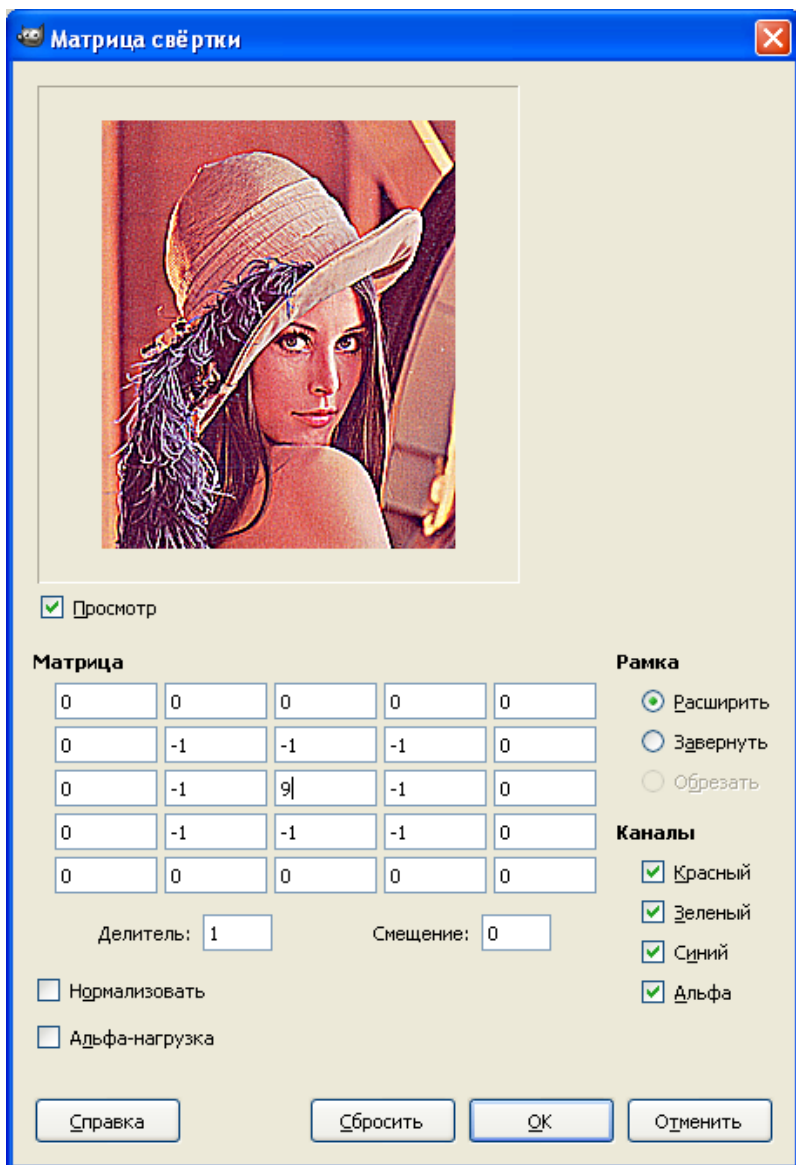 Матрица свёртки
Просмотр
Матрица
0 0 0 0 0
0 -1 -1 -1 0
0 -1 9 -1 0
0 -1 -1 -1 0
0 0 0 0 0
Делитель: 1 Смещение: 0
Нормализовать
Альфа-нагрузка
Рамка
Расширить
Завернуть
Обрезать
Каналы
Красный
Зеленый
Синий
Альфа
Справка Сбросить OK Отменить